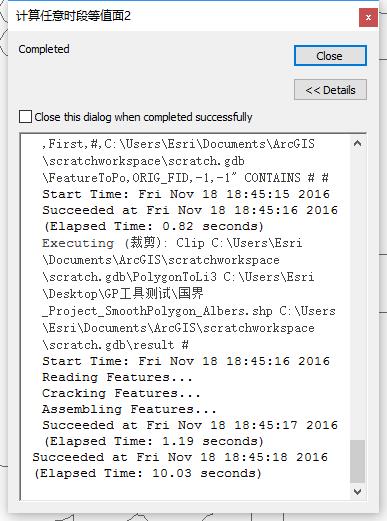 计算任意时段等值面2
Completed
Close
<< Details
Close this dialog when completed successfully
,First,#,C:\Users\Esri\Documents\ArcGIS
\scratchworkspace\scratch.gdb
\FeatureToPo,ORIG_FID,-1,-1" CONTAINS # #
Start Time: Fri Nov 18 18:45:15 2016
Succeeded at Fri Nov 18 18:45:16 2016
(Elapsed Time: 0.82 seconds)
Executing (裁剪): Clip C:\Users\Esri
\Documents\ArcGIS\scratchworkspace
\scratch.gdb\PolygonToLi3 C:\Users\Esri
\Desktop\GP工具测试\国界
_Project_SmoothPolygon_Albers.shp C:\Users
\Esri\Documents\ArcGIS\scratchworkspace
\scratch.gdb\result #
Start Time: Fri Nov 18 18:45:16 2016
Reading Features...
Cracking Features...
Assembling Features...
Succeeded at Fri Nov 18 18:45:17 2016
(Elapsed Time: 1.19 seconds)
Succeeded at Fri Nov 18 18:45:18 2016
(Elapsed Time: 10.03 seconds)